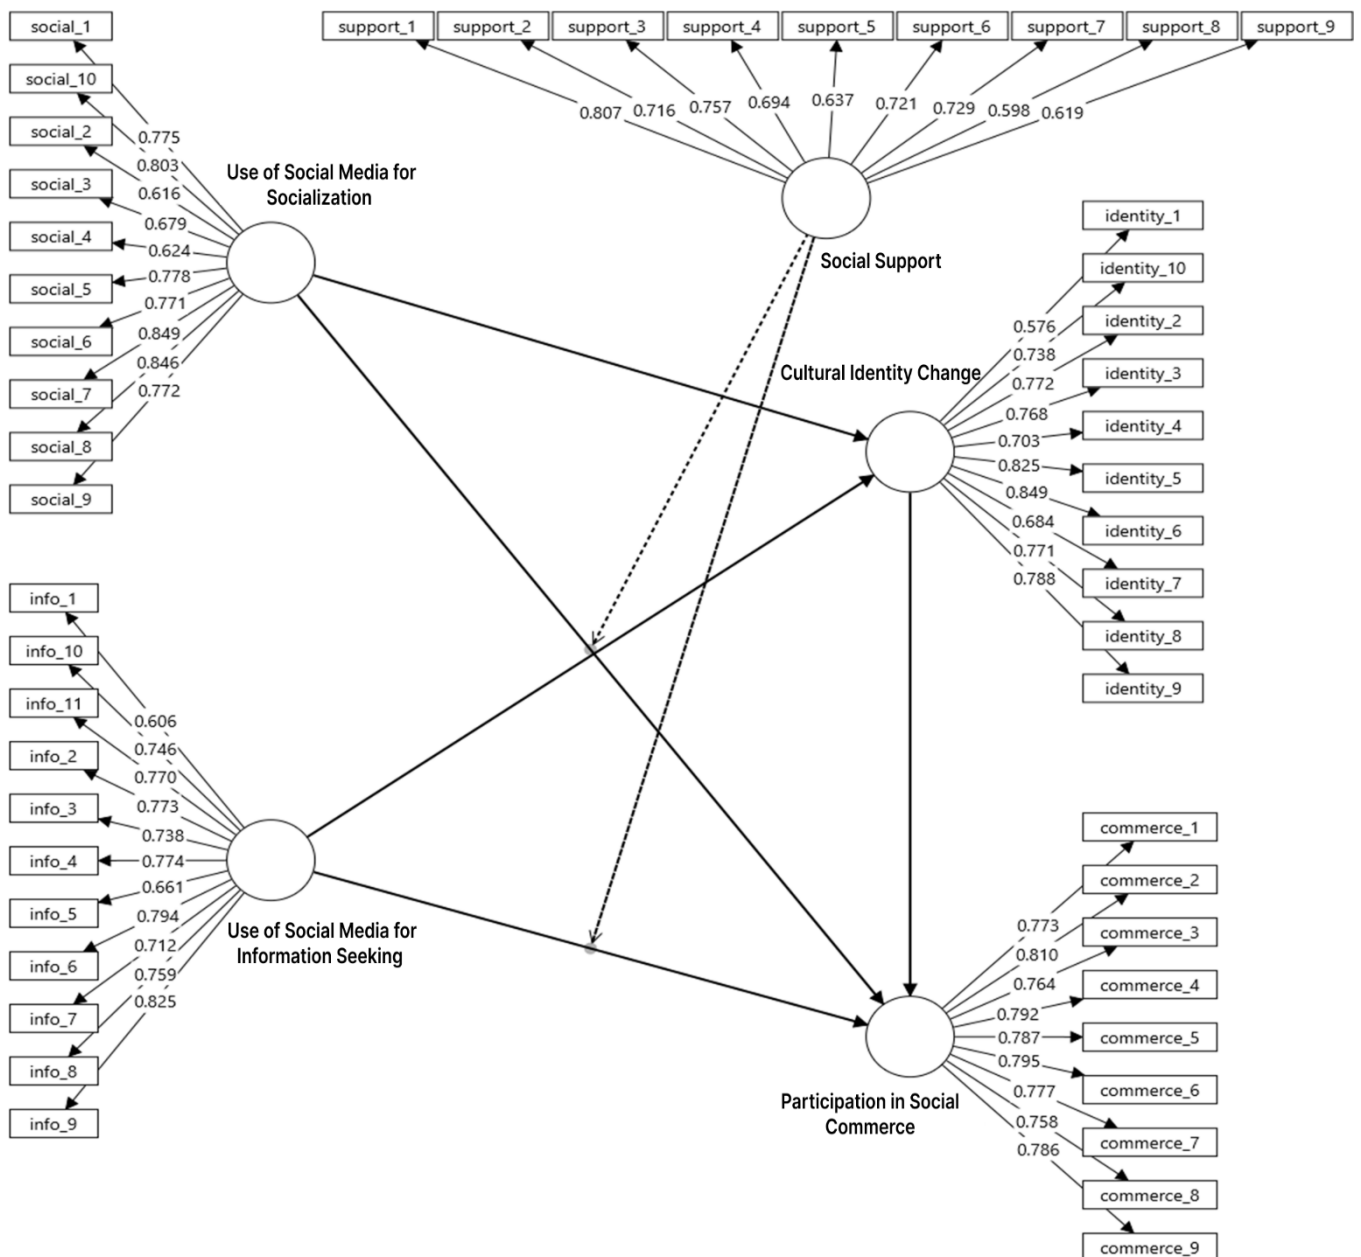 support_1
support_2
support_3
support_4
support_5
support_6
support_7
support_8
support_9
0.807
0.716
0.757
0.694
0.637
0.721
0.729
0.598
0.619
Social Support
social_1
social_10
social_2
social_3
social_4
social_5
social_6
social_7
social_8
social_9
0.775
0.803
0.616
0.679
0.624
0.778
0.771
0.849
0.846
0.772
Use of Social Media for
Socialization
identity_1
identity_10
identity_2
identity_3
identity_4
identity_5
identity_6
identity_7
identity_8
identity_9
0.576
0.738
0.772
0.768
0.703
0.825
0.849
0.684
0.771
0.788
Cultural Identity Change
info_1
info_10
info_11
info_2
info_3
info_4
info_5
info_6
info_7
info_8
info_9
0.606
0.746
0.770
0.773
0.738
0.774
0.661
0.794
0.712
0.759
0.825
Use of Social Media for
Information Seeking
commerce_1
commerce_2
commerce_3
commerce_4
commerce_5
commerce_6
commerce_7
commerce_8
commerce_9
0.773
0.810
0.764
0.792
0.787
0.795
0.777
0.758
0.786
Participation in Social
Commerce